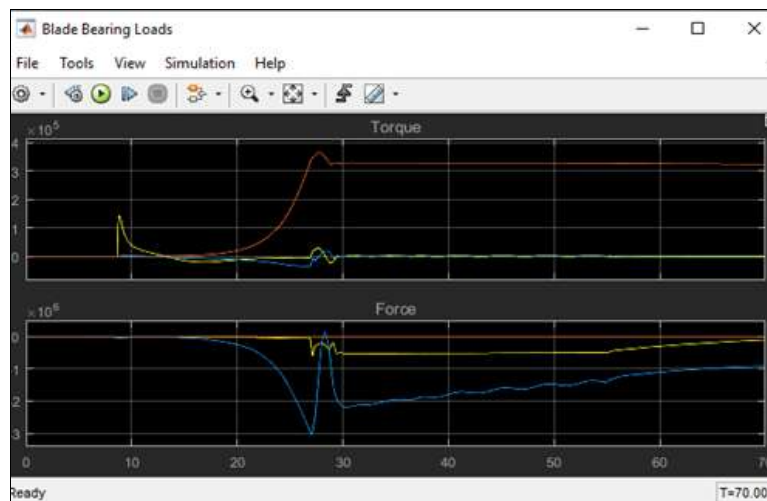 Blade Bearing Loads
File Tools View Simulation Help
×10⁵
Torque
4
3
2
1
0
×10⁶
Force
0
-1
-2
-3
0 10 20 30 40 50 60 70
Ready
T=70.00